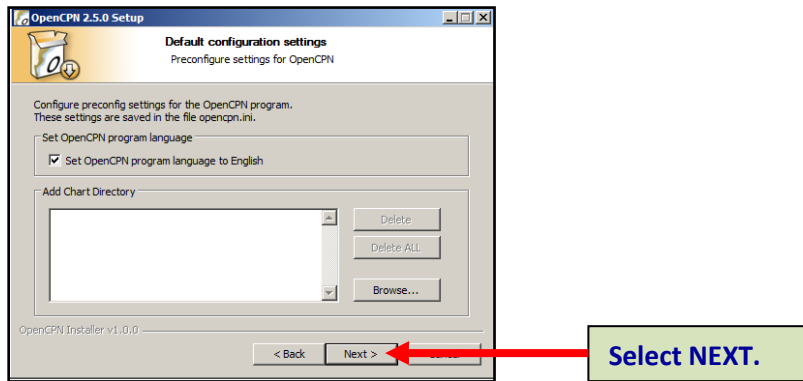 OpenCPN 2.5.0 Setup
Default configuration settings
Preconfigure settings for OpenCPN
Configure preconfig settings for the OpenCPN program.
These settings are saved in the file opencpn.ini.
Set OpenCPN program language
Set OpenCPN program language to English
Add Chart Directory
Delete
Delete ALL
Browse...
OpenCPN Installer v1.0.0
< Back Next >
Select NEXT.